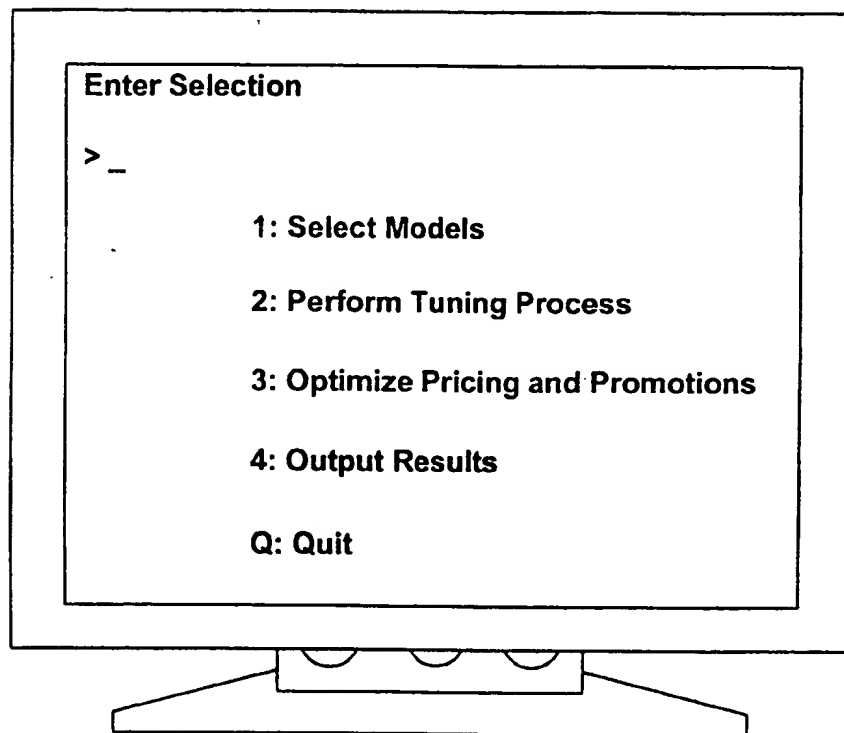 Enter Selection
> _
1: Select Models
2: Perform Tuning Process
3: Optimize Pricing and Promotions
4: Output Results
Q: Quit